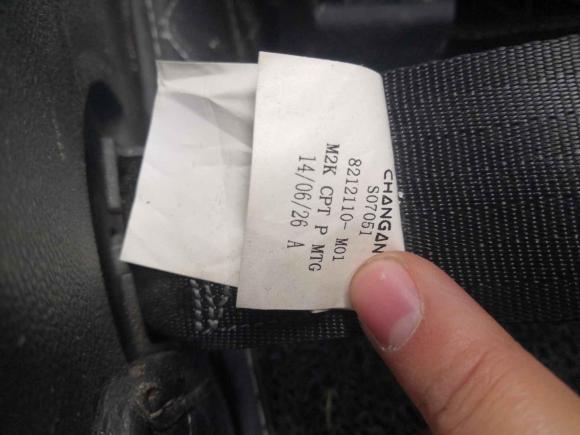 CHANGAN
S07051
8212110- M01
M2K CPT P MTG
14/06/26 A